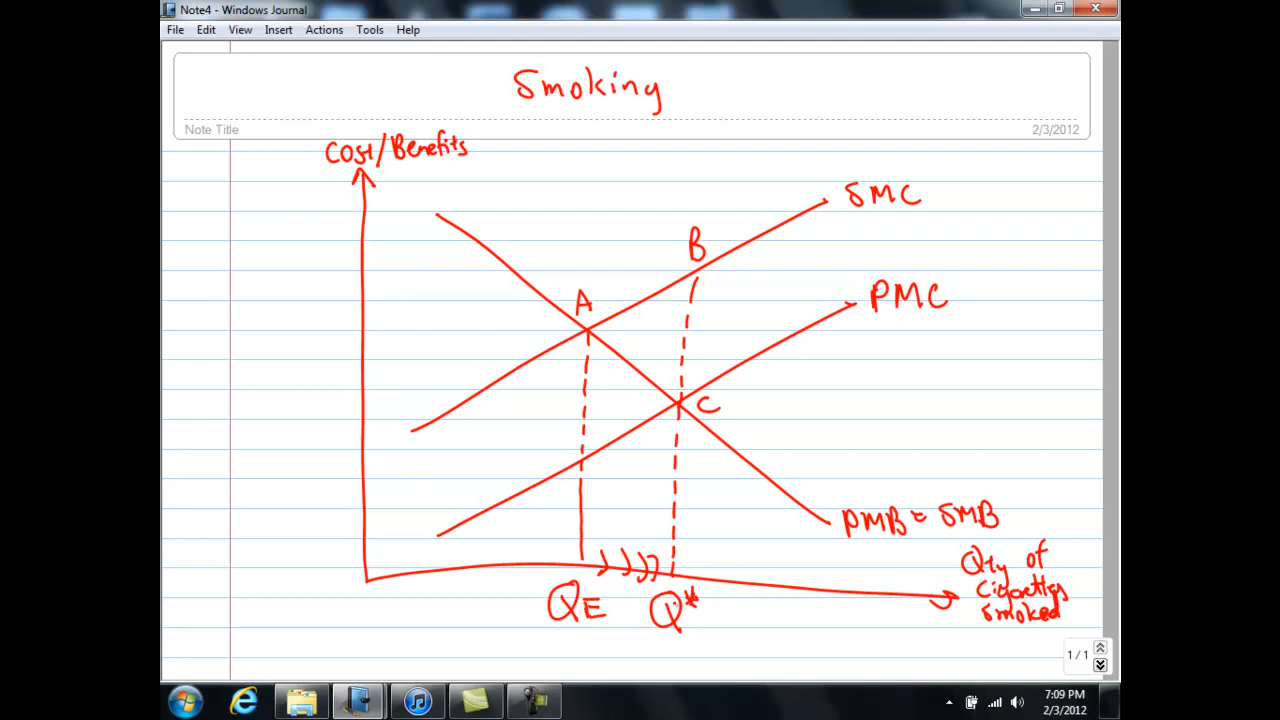 Note4 - Windows Journal
File Edit View Insert Actions Tools Help
Smoking
Note Title
2/3/2012
Cost/Benefits
SMC
B
A
PMC
C
PMB = SMB
Qty of
Cigarettes
Smoked
QE
Q*
1 / 1
7:09 PM
2/3/2012